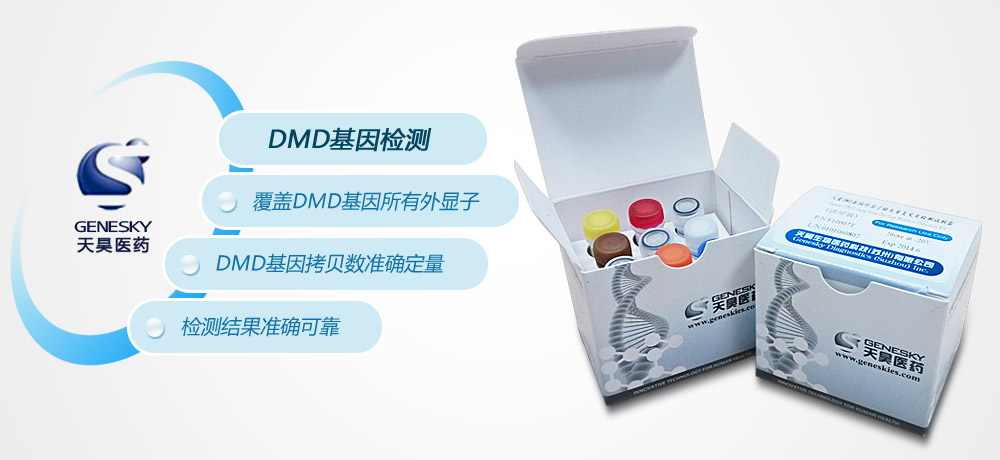 GENESKY
天昊医药
DMD基因检测
覆盖DMD基因所有外显子
DMD基因拷贝数准确定量
检测结果准确可靠
GENESKY
天昊医药
www.geneskies.com
INNOVATIVE TECHNOLOGY FOR HUMAN HEALTH
(试用装)
For Research Use Only
Store at -20℃
Exp 2014.6
天昊生物医药科技(苏州)有限公司
Genesky Diagnostics (Suzhou) Inc.
GENESKY
天昊医药
www.geneskies.com
INNOVATIVE TECHNOLOGY FOR HUMAN HEALTH